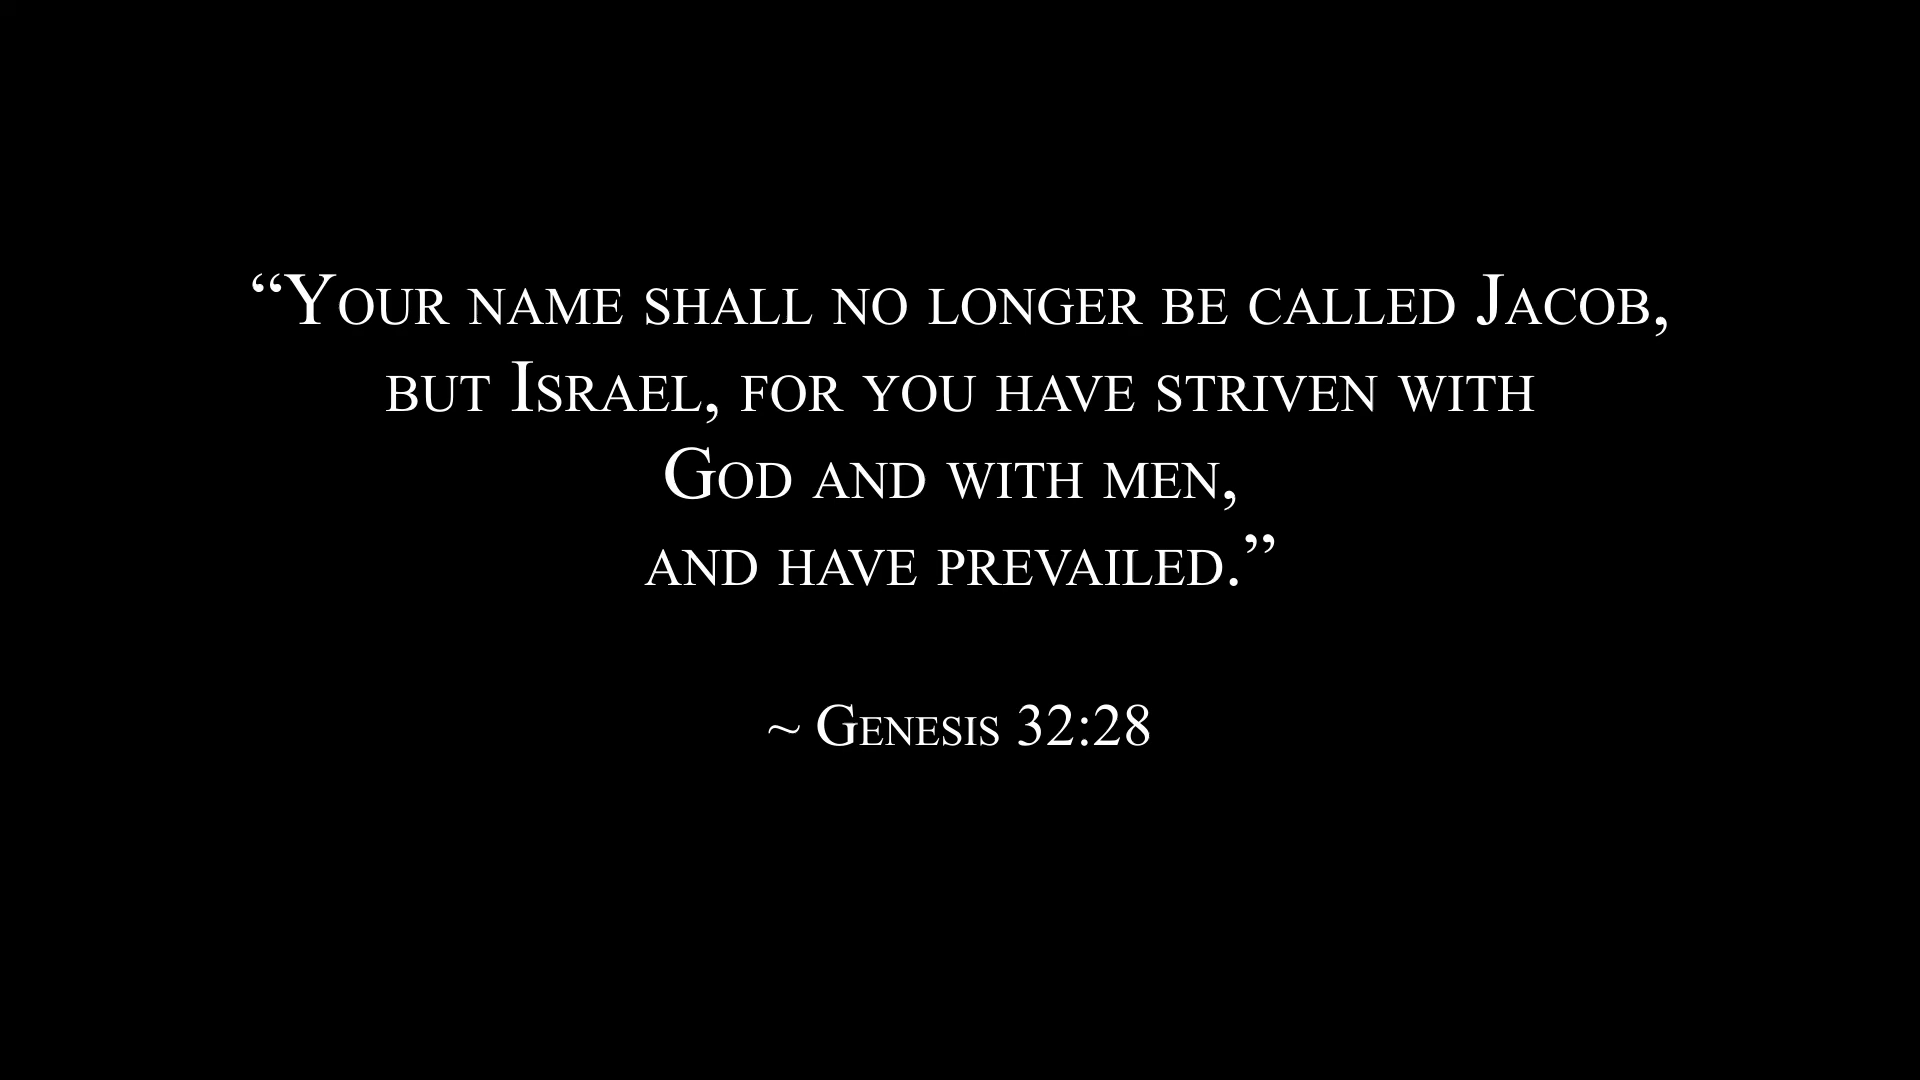 “Your name shall no longer be called Jacob,
but Israel, for you have striven with
God and with men,
and have prevailed.”
~ Genesis 32:28